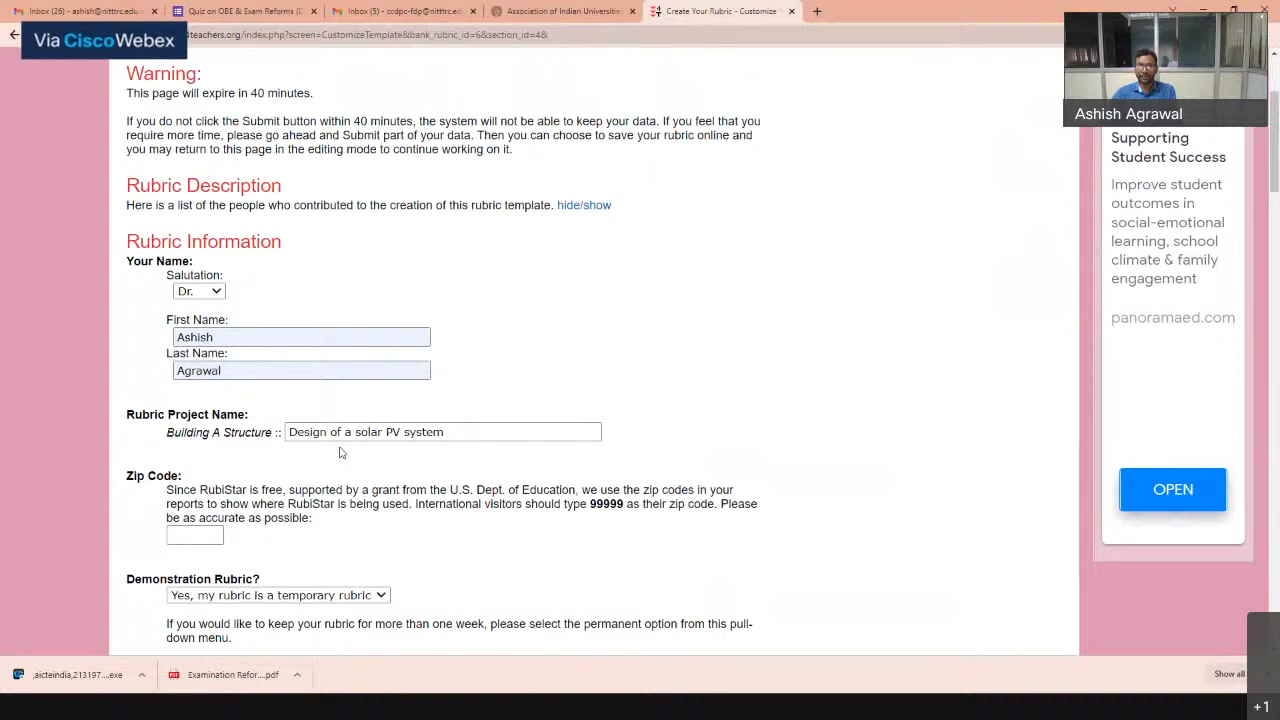 Inbox (26) - ashish@nitttrc.ed
Quiz on OBE & Exam Reforms (D
Inbox (5) - ccdpc-fdp@nitttrc.e
Association of Indian Universitie
Create Your Rubric - Customize
4teachers.org/index.php?screen=CustomizeTemplate&bank_rubric_id=6&section_id=4&
Via CiscoWebex
Ashish Agrawal
Warning:
This page will expire in 40 minutes.
If you do not click the Submit button within 40 minutes, the system will not be able to keep your data. If you feel that you
require more time, please go ahead and Submit part of your data. Then you can choose to save your rubric online and
you may return to this page in the editing mode to continue working on it.
Rubric Description
Here is a list of the people who contributed to the creation of this rubric template. hide/show
Rubric Information
Your Name:
Salutation:
Dr.
First Name:
Ashish
Last Name:
Agrawal
Rubric Project Name:
Building A Structure :: Design of a solar PV system
Zip Code:
Since RubiStar is free, supported by a grant from the U.S. Dept. of Education, we use the zip codes in your
reports to show where RubiStar is being used. International visitors should type 99999 as their zip code. Please
be as accurate as possible:
Demonstration Rubric?
Yes, my rubric is a temporary rubric
If you would like to keep your rubric for more than one week, please select the permanent option from this pull-
down menu.
Supporting
Student Success
Improve student
outcomes in
social-emotional
learning, school
climate & family
engagement
panoramaed.com
OPEN
,aicteindia,213197....exe
Examination Refor....pdf
Show all
+1